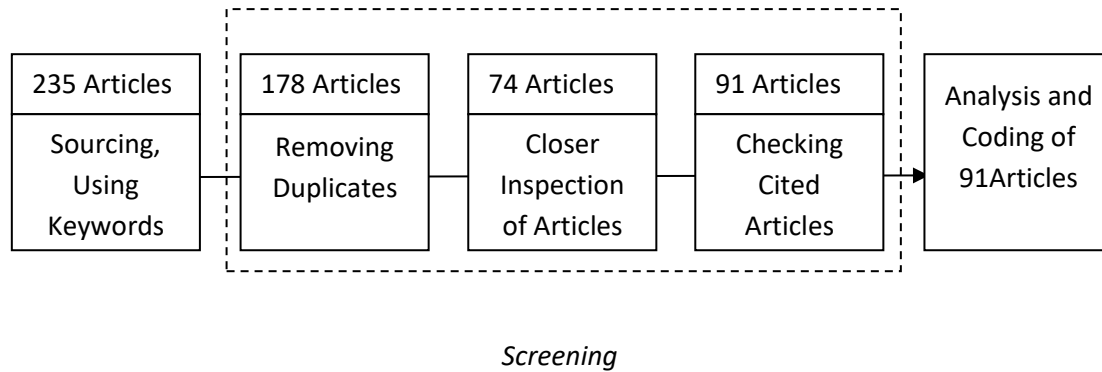 235 Articles
Sourcing,
Using
Keywords
178 Articles
Removing
Duplicates
74 Articles
Closer
Inspection
of Articles
91 Articles
Checking
Cited
Articles
Analysis and
Coding of
91Articles
Screening